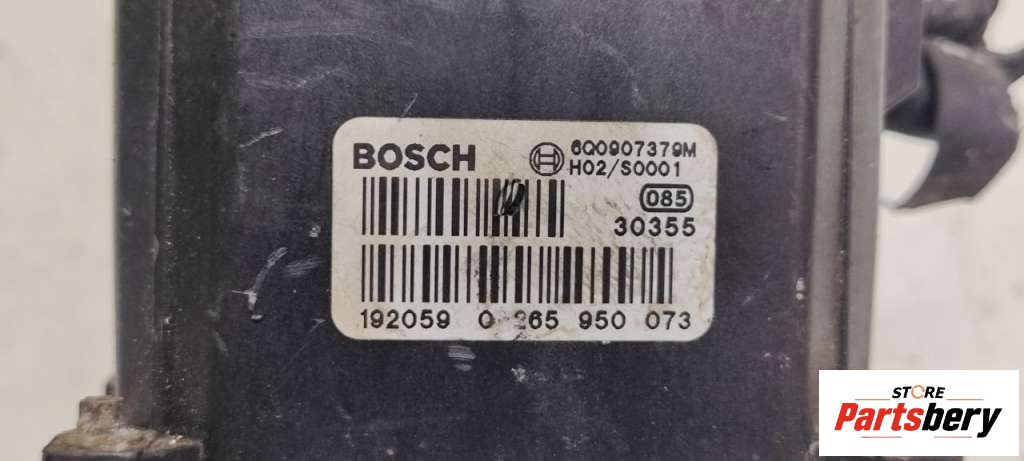 BOSCH
6Q0907379M
H02/S0001
085
30355
192059 0 265 950 073
STORE
Partsbery